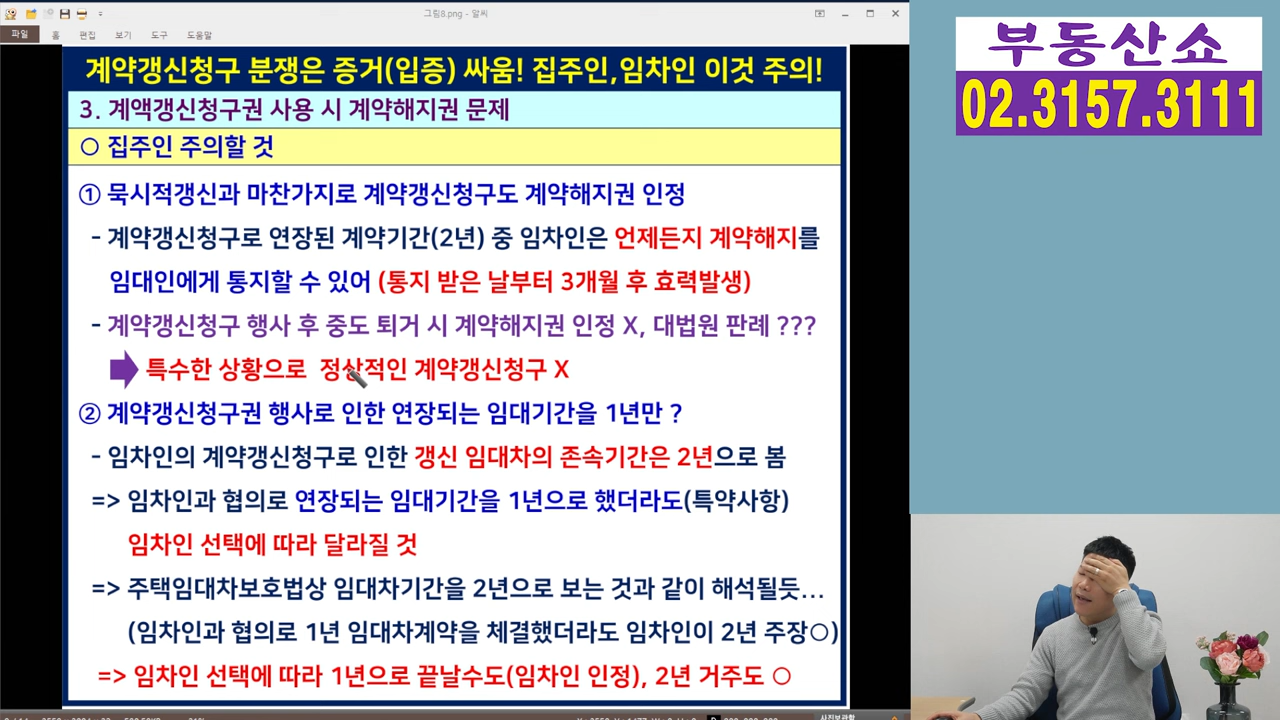 그림8.png - 알씨
파일 홈 편집 보기 도구 도움말
계약갱신청구 분쟁은 증거(입증) 싸움! 집주인,임차인 이것 주의!
3. 계액갱신청구권 사용 시 계약해지권 문제
○ 집주인 주의할 것
① 묵시적갱신과 마찬가지로 계약갱신청구도 계약해지권 인정
- 계약갱신청구로 연장된 계약기간(2년) 중 임차인은 언제든지 계약해지를
임대인에게 통지할 수 있어 (통지 받은 날부터 3개월 후 효력발생)
- 계약갱신청구 행사 후 중도 퇴거 시 계약해지권 인정 X, 대법원 판례 ???
특수한 상황으로 정상적인 계약갱신청구 X
② 계약갱신청구권 행사로 인한 연장되는 임대기간을 1년만 ?
- 임차인의 계약갱신청구로 인한 갱신 임대차의 존속기간은 2년으로 봄
=> 임차인과 협의로 연장되는 임대기간을 1년으로 했더라도(특약사항)
임차인 선택에 따라 달라질 것
=> 주택임대차보호법상 임대차기간을 2년으로 보는 것과 같이 해석될듯...
(임차인과 협의로 1년 임대차계약을 체결했더라도 임차인이 2년 주장○)
=> 임차인 선택에 따라 1년으로 끝날수도(임차인 인정), 2년 거주도 ○
부동산쇼
02.3157.3111